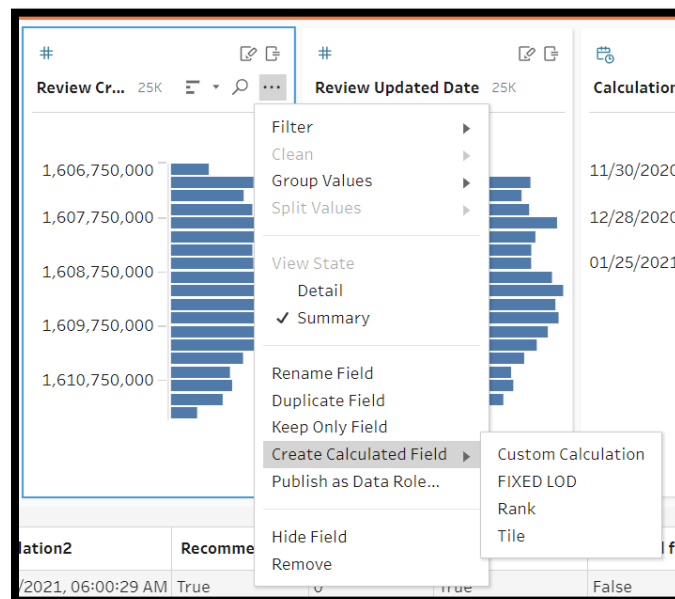 Review Cr... 25K
Review Updated Date 25K
Calculation
1,606,750,000
1,607,750,000
1,608,750,000
1,609,750,000
1,610,750,000
Filter
Clean
Group Values
Split Values
View State
Detail
Summary
Rename Field
Duplicate Field
Keep Only Field
Create Calculated Field
Publish as Data Role...
Hide Field
Remove
Custom Calculation
FIXED LOD
Rank
Tile
11/30/2020
12/28/2020
01/25/2021
lation2
Recomme
/2021, 06:00:29 AM
True
0
True
False